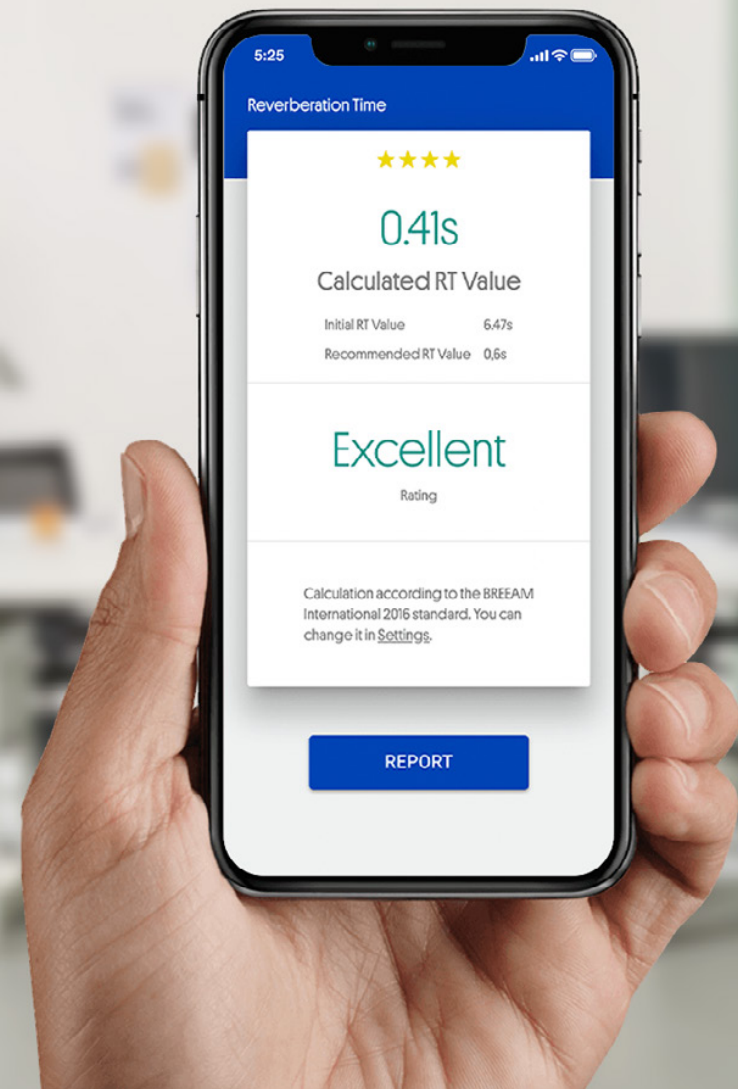 5:25
Reverberation Time
0.41s
Calculated RT Value
Initial RT Value 6.47s
Recommended RT Value 0,6s
Excellent
Rating
Calculation according to the BREEAM
International 2016 standard. You can
change it in Settings.
REPORT